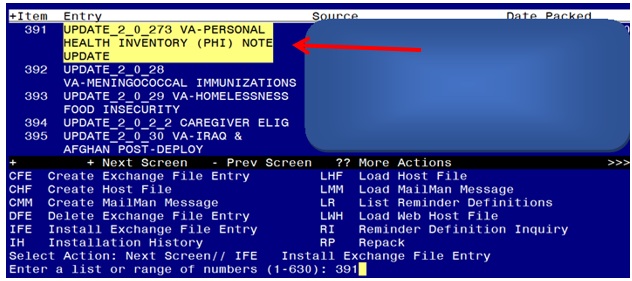 +Item Entry Source Date Packed
391 UPDATE_2_0_273 VA-PERSONAL
HEALTH INVENTORY (PHI) NOTE
UPDATE
392 UPDATE_2_0_28
VA-MENINGOCOCCAL IMMUNIZATIONS
393 UPDATE_2_0_29 VA-HOMELESSNESS
FOOD INSECURITY
394 UPDATE_2_0_2_2 CAREGIVER ELIG
395 UPDATE_2_0_30 VA-IRAQ &
AFGHAN POST-DEPLOY
+ + Next Screen - Prev Screen ?? More Actions >>>
CFE Create Exchange File Entry LHF Load Host File
CHF Create Host File LMM Load MailMan Message
CMM Create MailMan Message LR List Reminder Definitions
DFE Delete Exchange File Entry LWH Load Web Host File
IFE Install Exchange File Entry RI Reminder Definition Inquiry
IH Installation History RP Repack
Select Action: Next Screen// IFE Install Exchange File Entry
Enter a list or range of numbers (1-630): 391